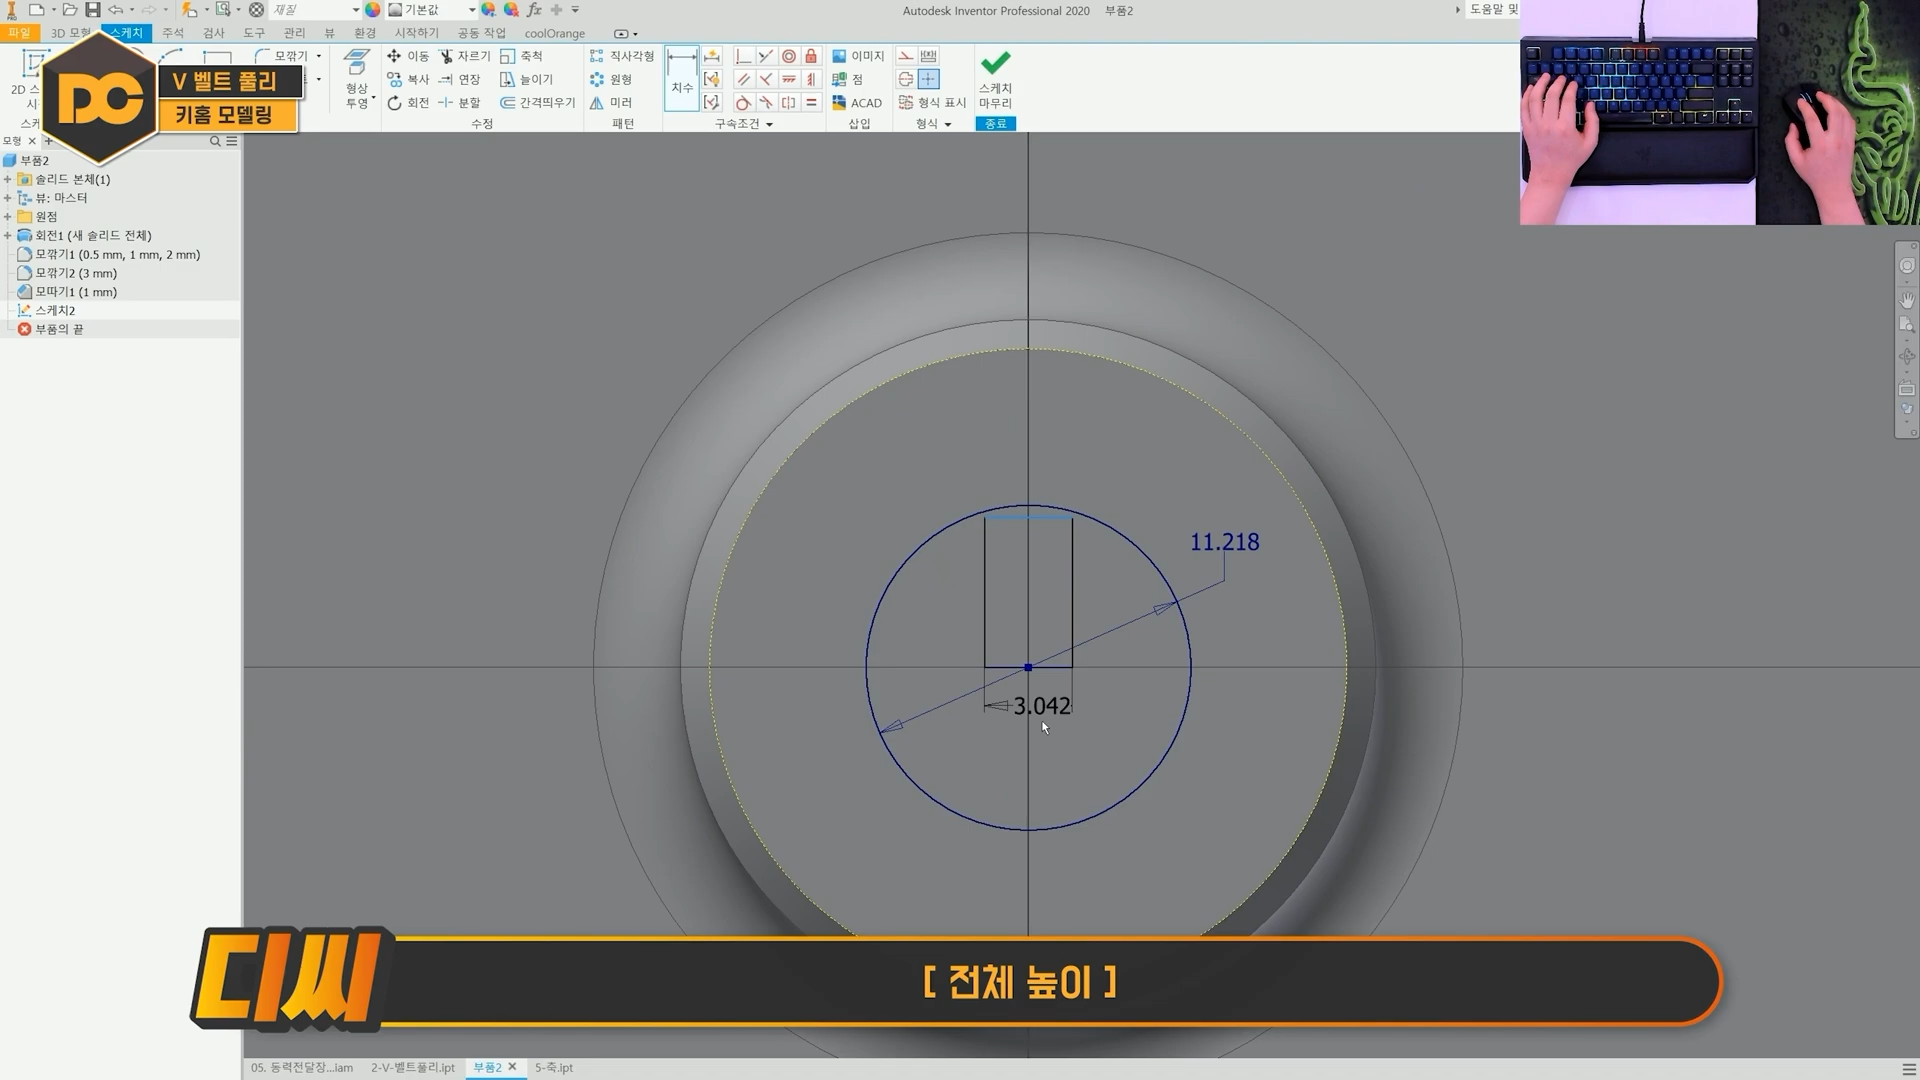 재질
기본값
Autodesk Inventor Professional 2020 부품2
도움말 및
파일 3D 모형 스케치 주석 검사 도구 관리 뷰 환경 시작하기 공동 작업 coolOrange
모깎기
형상
투영
이동 자르기 축척
복사 연장 늘이기
회전 분할 간격띄우기
수정
직사각형
원형
미러
패턴
치수
구속조건
이미지
점
ACAD
삽입
형식 표시
형식
스케치
마무리
종료
DC
V 벨트 풀리
키홈 모델링
모형
부품2
솔리드 본체(1)
뷰: 마스터
원점
회전1 (새 솔리드 전체)
모깎기1 (0.5 mm, 1 mm, 2 mm)
모깎기2 (3 mm)
모따기1 (1 mm)
스케치2
부품의 끝
11.218
3.042
디씨
[ 전체 높이 ]
05. 동력전달장...iam 2-V-벨트풀리.ipt 부품2 5-축.ipt